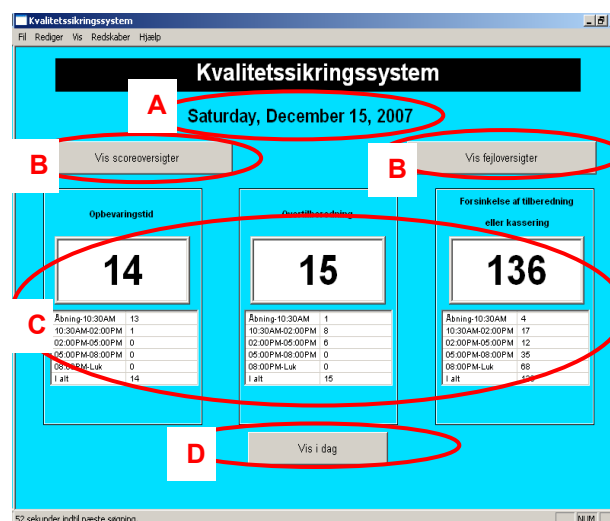 Kvalitetssikringssystem
Fil Rediger Vis Redskaber Hjælp
Kvalitetssikringssystem
A
Saturday, December 15, 2007
B
Vis scoreoversigter
B
Vis fejloversigter
Opbevaringstid
Overtilberedning
Forsinkelse af tilberedning
eller kassering
14
15
136
C
Åbning-10:30AM 13
10:30AM-02:00PM 1
02:00PM-05:00PM 0
05:00PM-08:00PM 0
08:00PM-Luk 0
I alt 14
Åbning-10:30AM 1
10:30AM-02:00PM 8
02:00PM-05:00PM 6
05:00PM-08:00PM 0
08:00PM-Luk 0
I alt 15
Åbning-10:30AM 4
10:30AM-02:00PM 17
02:00PM-05:00PM 12
05:00PM-08:00PM 35
08:00PM-Luk 68
I alt 136
D
Vis i dag
52 sekunder indtil næste søgning
NUM